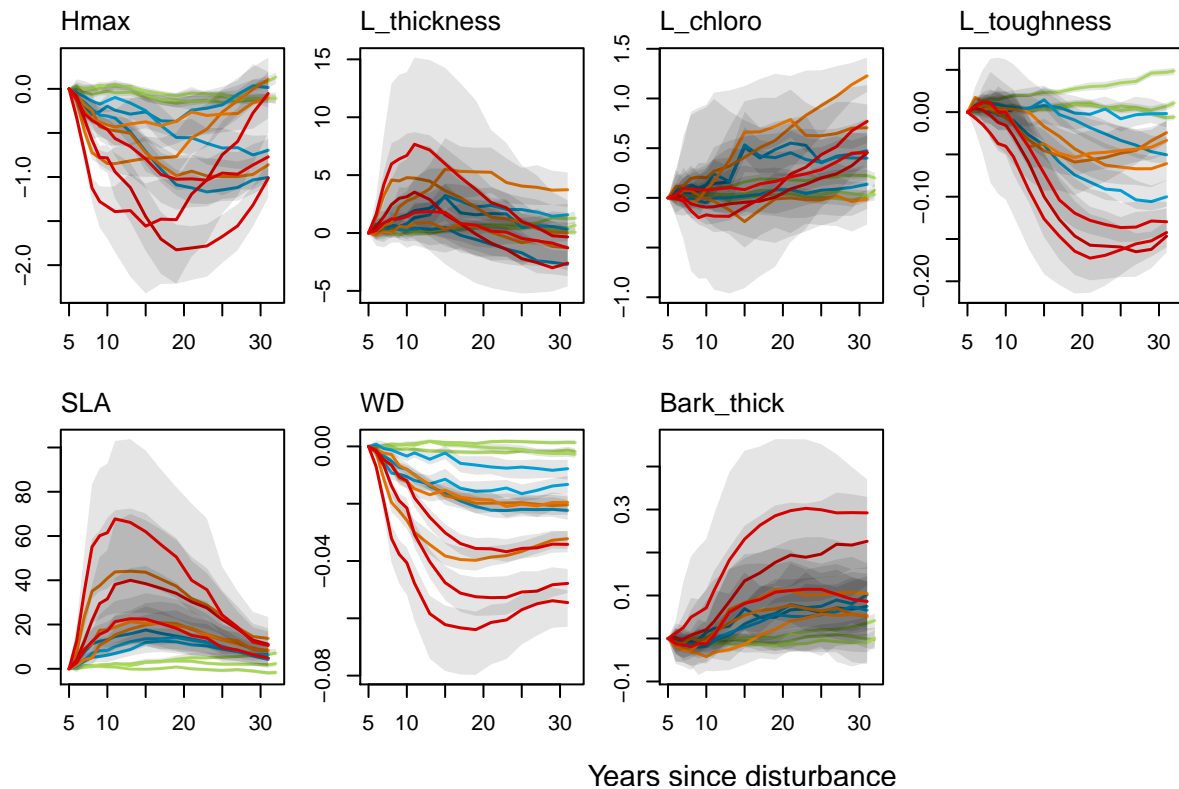 Hmax L_thickness L_chloro L_toughness
0.0 −1.0 −2.0
15 10 5 0 −5
1.5 1.0 0.5 0.0 −1.0
0.00 −0.10 −0.20
5 10 20 30 5 10 20 30 5 10 20 30 5 10 20 30
SLA WD Bark_thick
80 60 40 20 0
0.00 −0.04 −0.08
0.3 0.1 −0.1
5 10 20 30 5 10 20 30 5 10 20 30
Years since disturbance